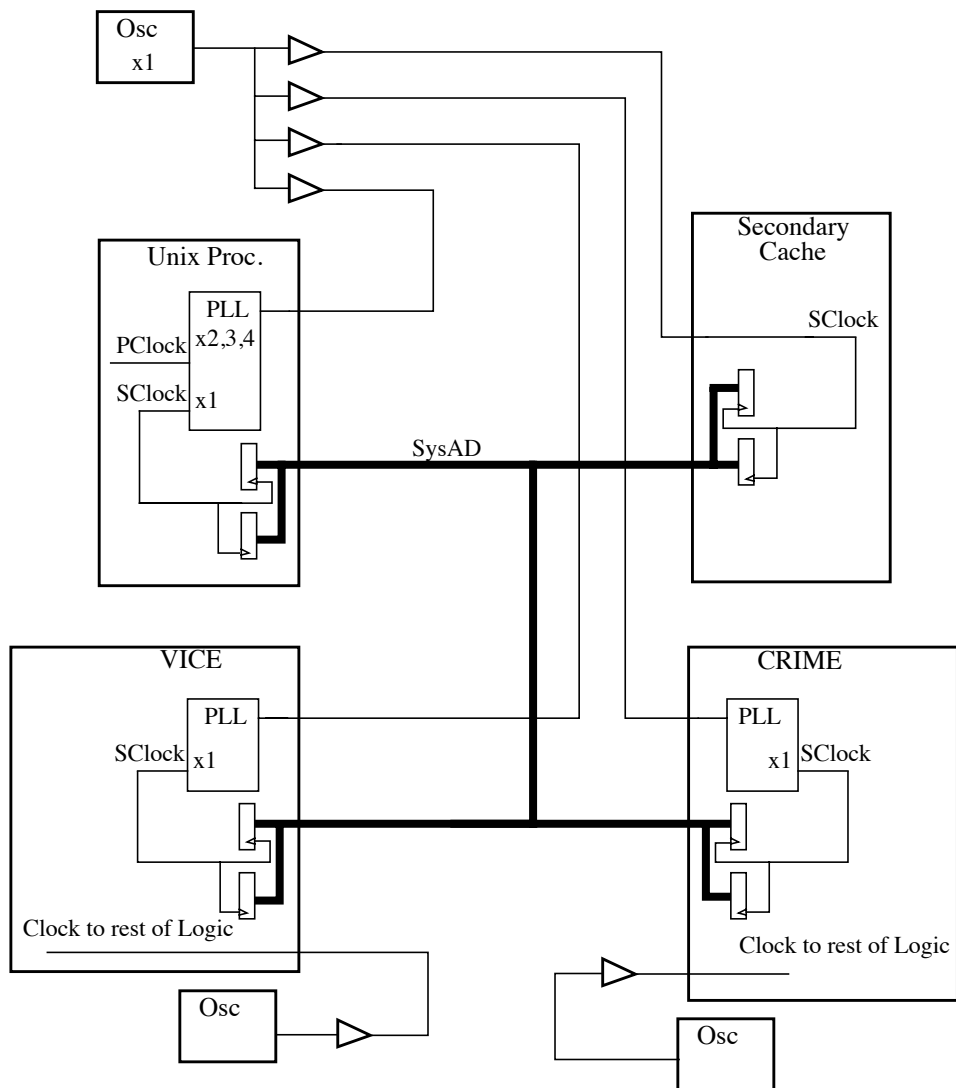 Osc
x1
Secondary
Cache
Unix Proc.
PLL
x2,3,4
PClock
SClock
x1
SClock
SysAD
VICE
PLL
SClock
x1
Clock to rest of Logic
CRIME
PLL
x1
SClock
Clock to rest of Logic
Osc
Osc